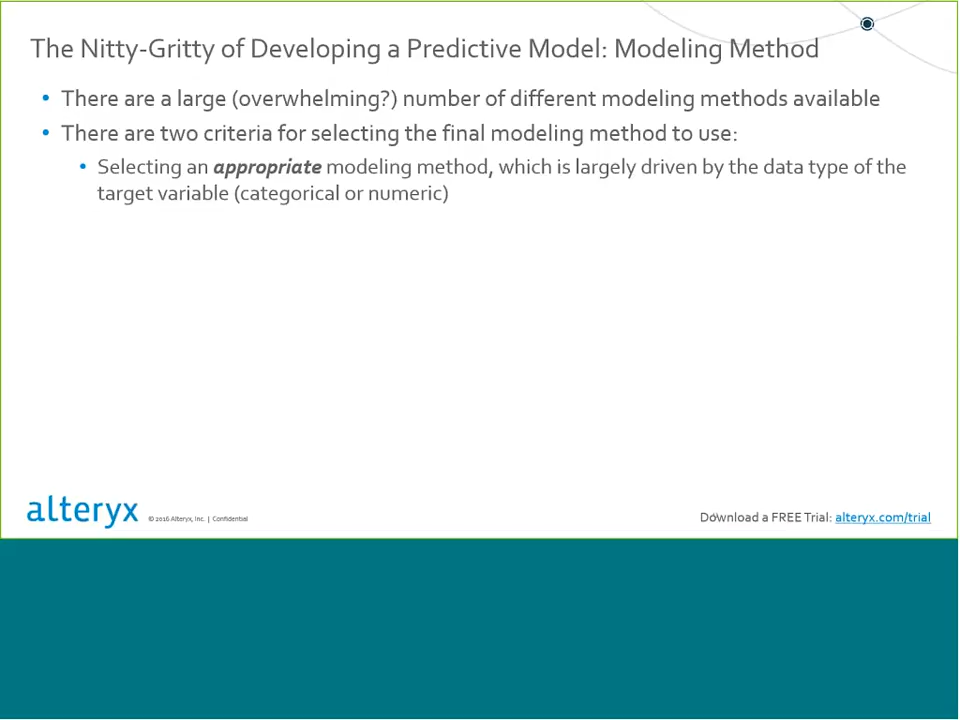 The Nitty-Gritty of Developing a Predictive Model: Modeling Method
• There are a large (overwhelming?) number of different modeling methods available
• There are two criteria for selecting the final modeling method to use:
• Selecting an appropriate modeling method, which is largely driven by the data type of the
target variable (categorical or numeric)
alteryx © 2016 Alteryx, Inc. | Confidential
Download a FREE Trial: alteryx.com/trial